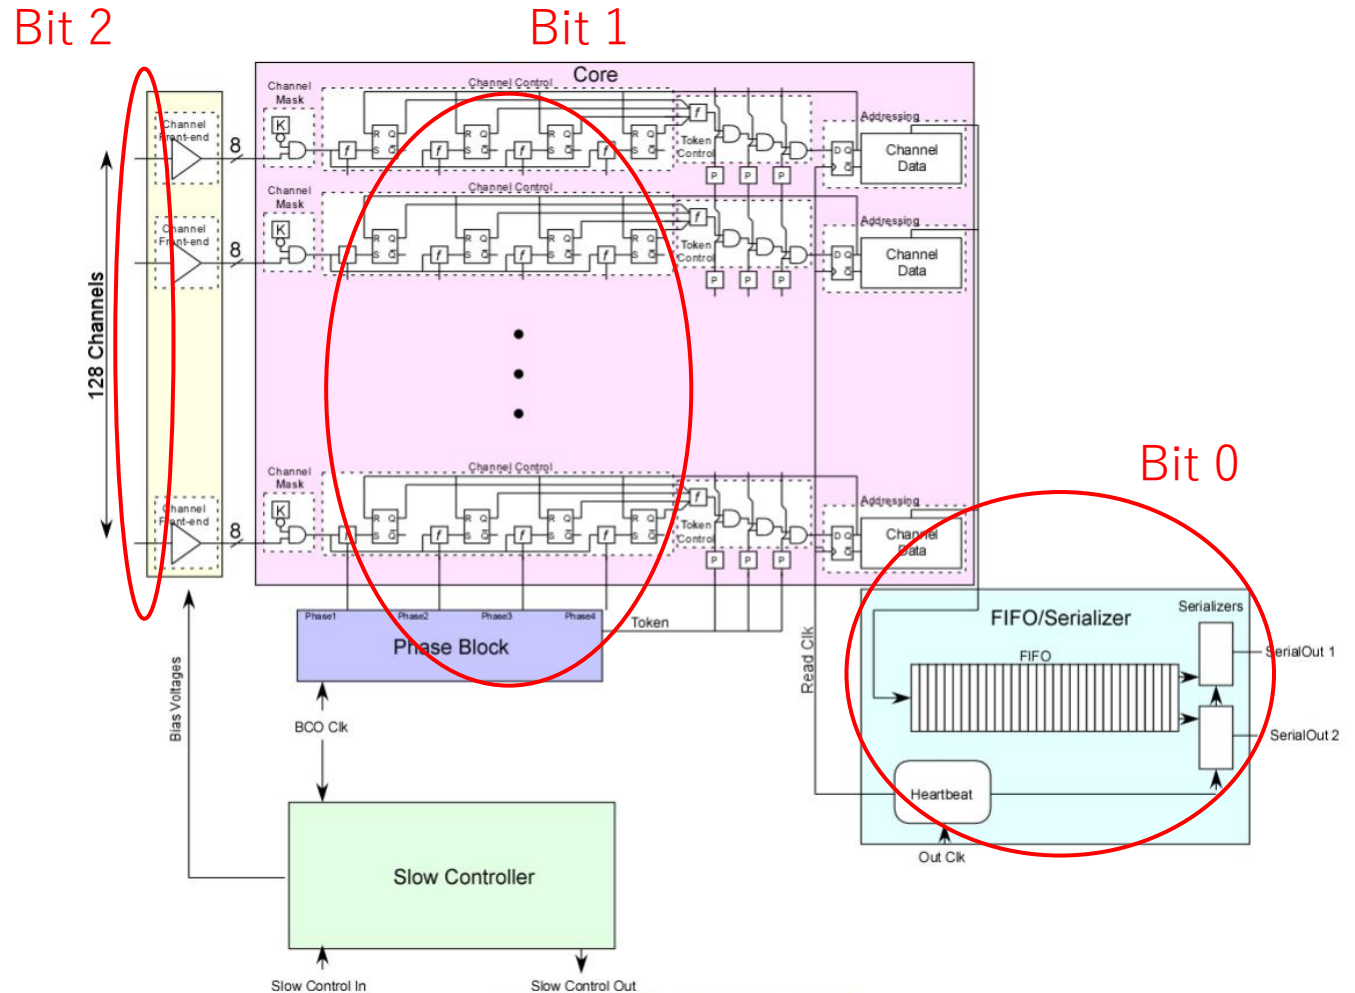 Bit 2
Bit 1
Core
Channel Mask
Channel Control
Addressing
Channel Front-end
8
K
f
R Q
S Q
f
R Q
S Q
f
R Q
S Q
f
R Q
S Q
f
Token Control
P
P
P
D Q
Q
Channel Data
Channel Mask
Channel Control
Addressing
Channel Front-end
8
K
f
R Q
S Q
f
R Q
S Q
f
R Q
S Q
f
R Q
S Q
f
Token Control
P
P
P
D Q
Q
Channel Data
128 Channels
Bit 0
Channel Mask
Channel Control
Addressing
Channel Front-end
8
K
f
R Q
S Q
f
R Q
S Q
f
R Q
S Q
f
R Q
S Q
f
Token Control
P
P
P
D Q
Q
Channel Data
Phase1
Phase2
Phase3
Phase4
Phase Block
Token
Read Clk
FIFO/Serializer
Serializers
FIFO
SerialOut 1
SerialOut 2
Heartbeat
Out Clk
Bias Voltages
BCO Clk
Slow Controller
Slow Control In
Slow Control Out